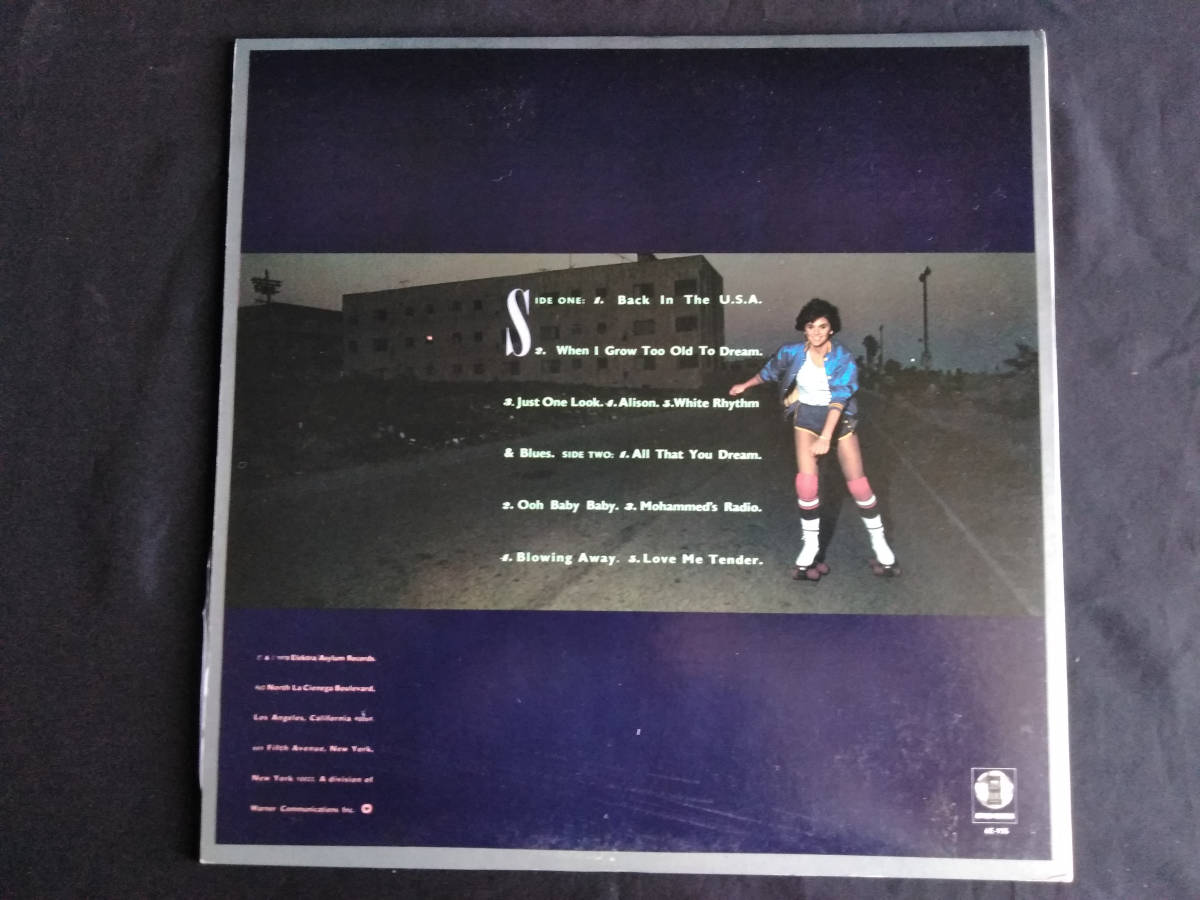 SIDE ONE: 1. Back In The U.S.A.
2. When I Grow Too Old To Dream.
3. Just One Look. 4. Alison. 5. White Rhythm
& Blues. SIDE TWO: 1. All That You Dream.
2. Ooh Baby Baby. 3. Mohammed's Radio.
4. Blowing Away. 5. Love Me Tender.
Elektra/Asylum Records.
North La Cienega Boulevard,
Los Angeles, California
Fifth Avenue, New York,
New York A division of
Warner Communications Inc.